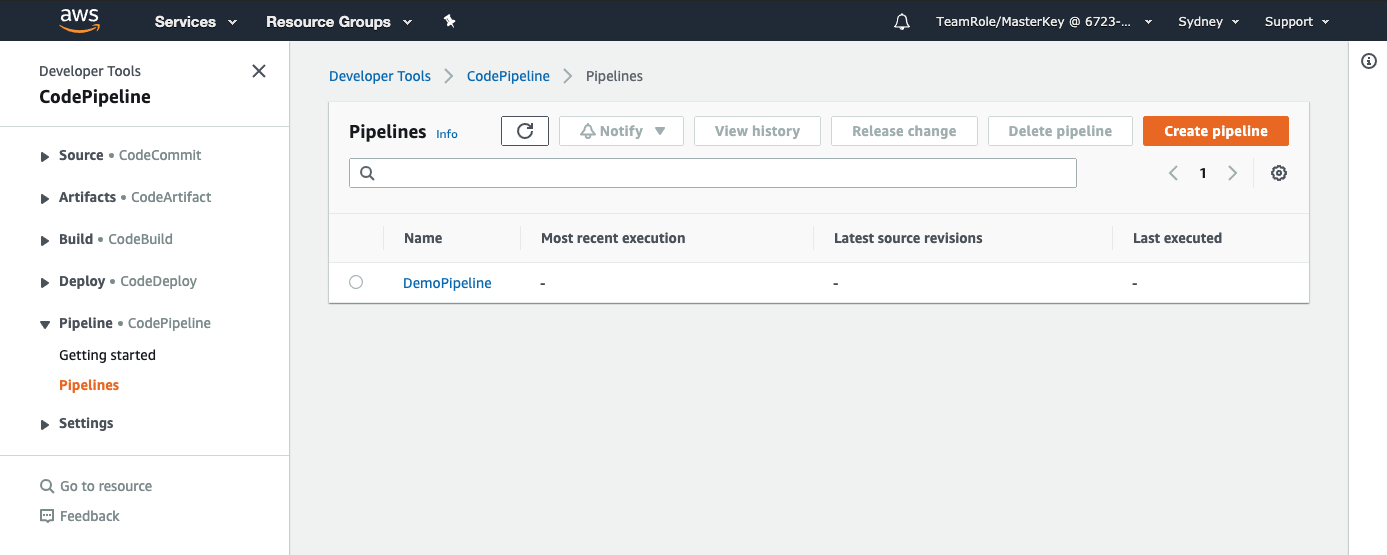 aws Services Resource Groups TeamRole/MasterKey @ 6723-... Sydney Support
Developer Tools
CodePipeline
Source • CodeCommit
Artifacts • CodeArtifact
Build • CodeBuild
Deploy • CodeDeploy
Pipeline • CodePipeline
Getting started
Pipelines
Settings
Go to resource
Feedback
Developer Tools > CodePipeline > Pipelines
Pipelines Info Notify View history Release change Delete pipeline Create pipeline
1
Name Most recent execution Latest source revisions Last executed
DemoPipeline - - -